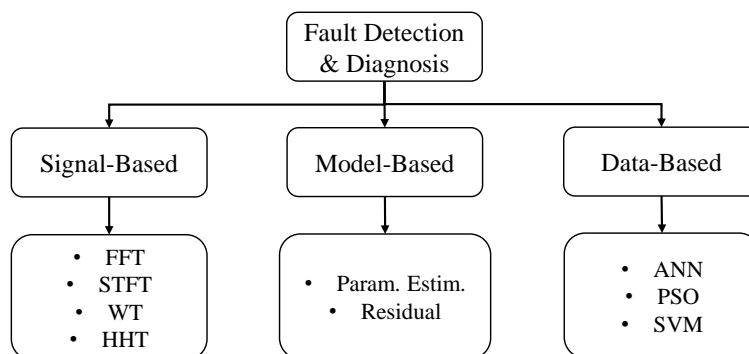 Fault Detection
& Diagnosis
Signal-Based
Model-Based
Data-Based
• FFT
• STFT
• WT
• HHT
• Param. Estim.
• Residual
• ANN
• PSO
• SVM